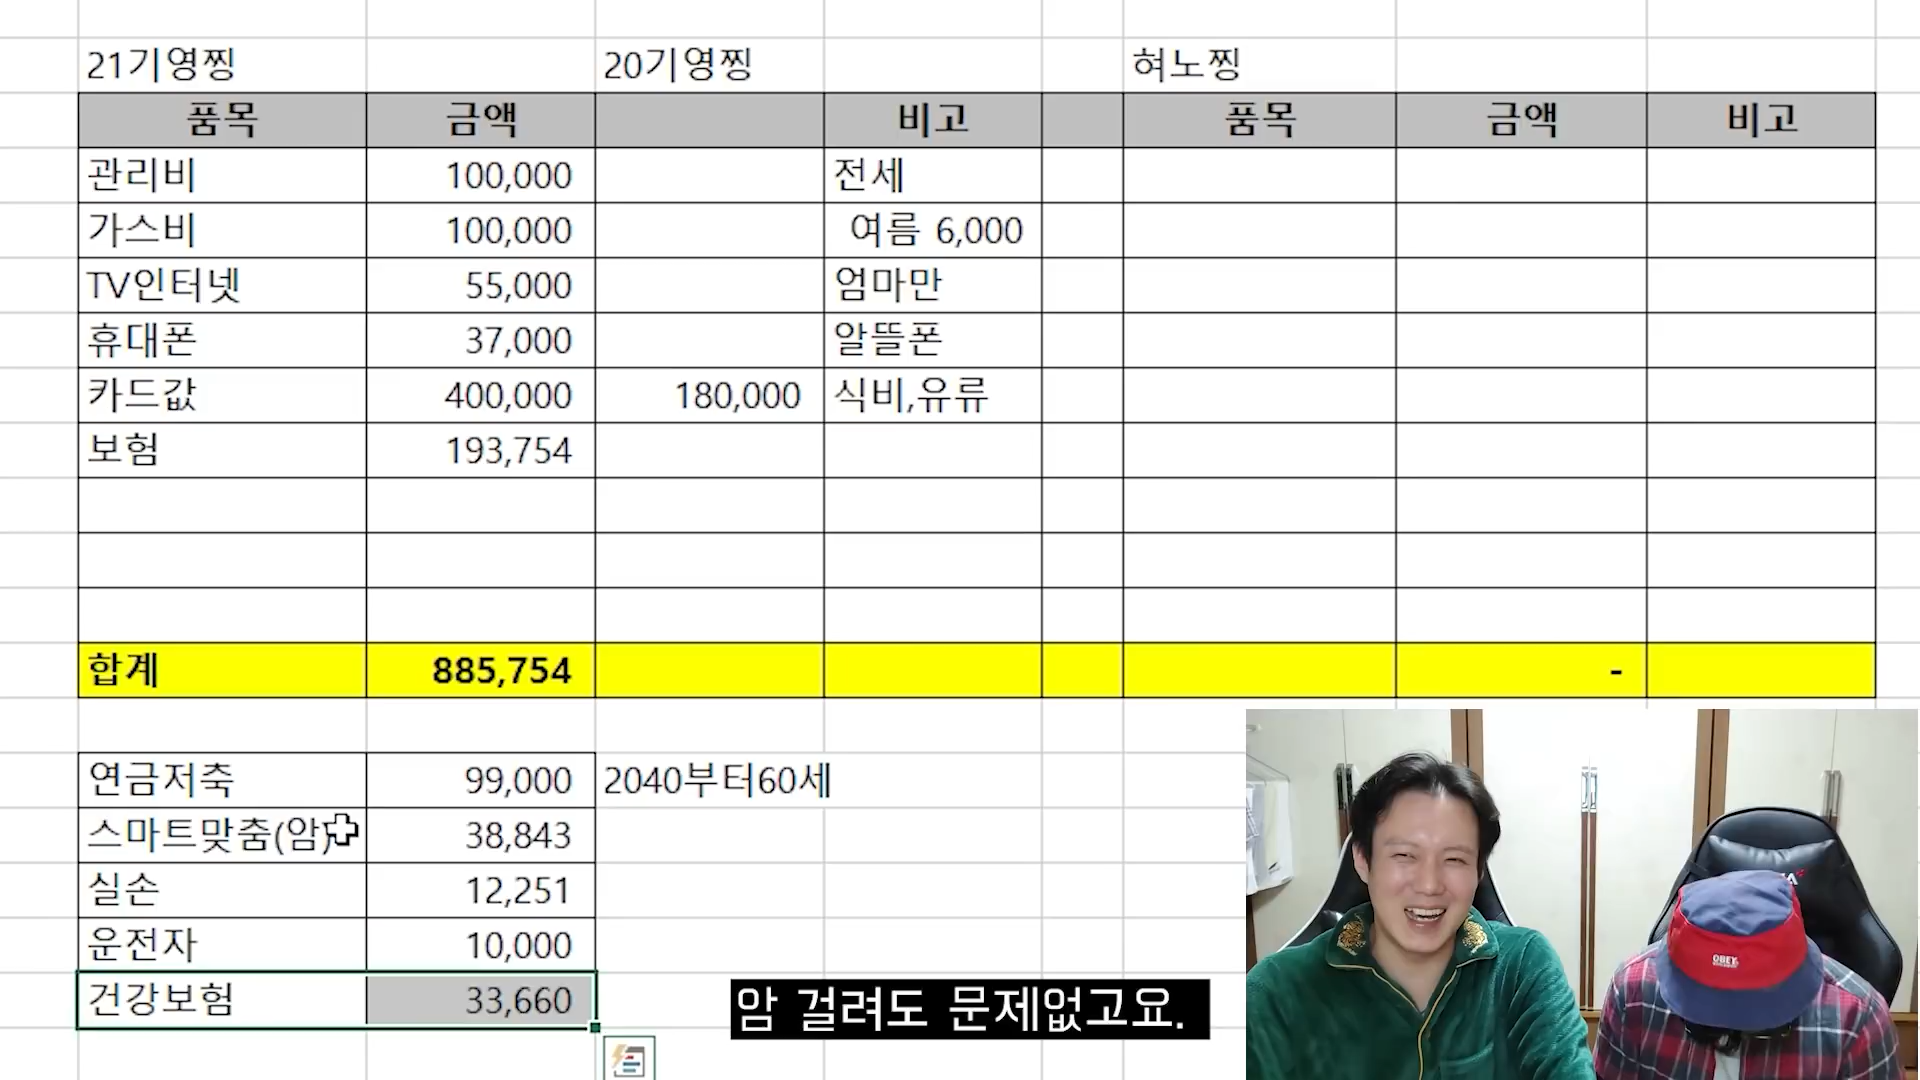 21기영찡 20기영찡 혀노찡
품목 금액 비고 품목 금액 비고
관리비 100,000 전세
가스비 100,000 여름 6,000
TV인터넷 55,000 엄마만
휴대폰 37,000 알뜰폰
카드값 400,000 180,000 식비,유류
보험 193,754
합계 885,754 -
연금저축 99,000 2040부터60세
스마트맞춤(암) 38,843
실손 12,251
운전자 10,000
건강보험 33,660
암 걸려도 문제없고요.
OBEY